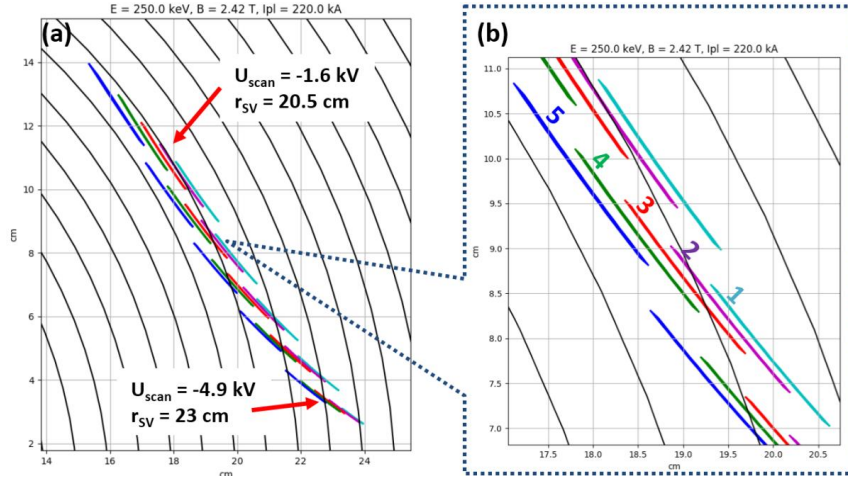 E = 250.0 keV, B = 2.42 T, Ipl = 220.0 kA
(a)
U_scan = -1.6 kV
r_SV = 20.5 cm
U_scan = -4.9 kV
r_SV = 23 cm
14
12
10
8
6
4
2
cm
14 16 18 20 22 24
cm
(b)
E = 250.0 keV, B = 2.42 T, Ipl = 220.0 kA
5
4
3
2
1
11.0
10.5
10.0
9.5
9.0
8.5
8.0
7.5
7.0
cm
17.5 18.0 18.5 19.0 19.5 20.0 20.5
cm